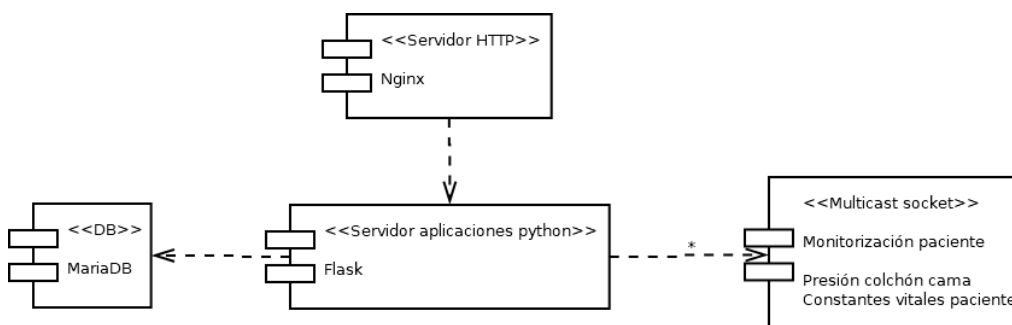 <<Servidor HTTP>>
Nginx
<<DB>>
MariaDB
<<Servidor aplicaciones python>>
Flask
*
<<Multicast socket>>
Monitorización paciente
Presión colchón cama
Constantes vitales paciente